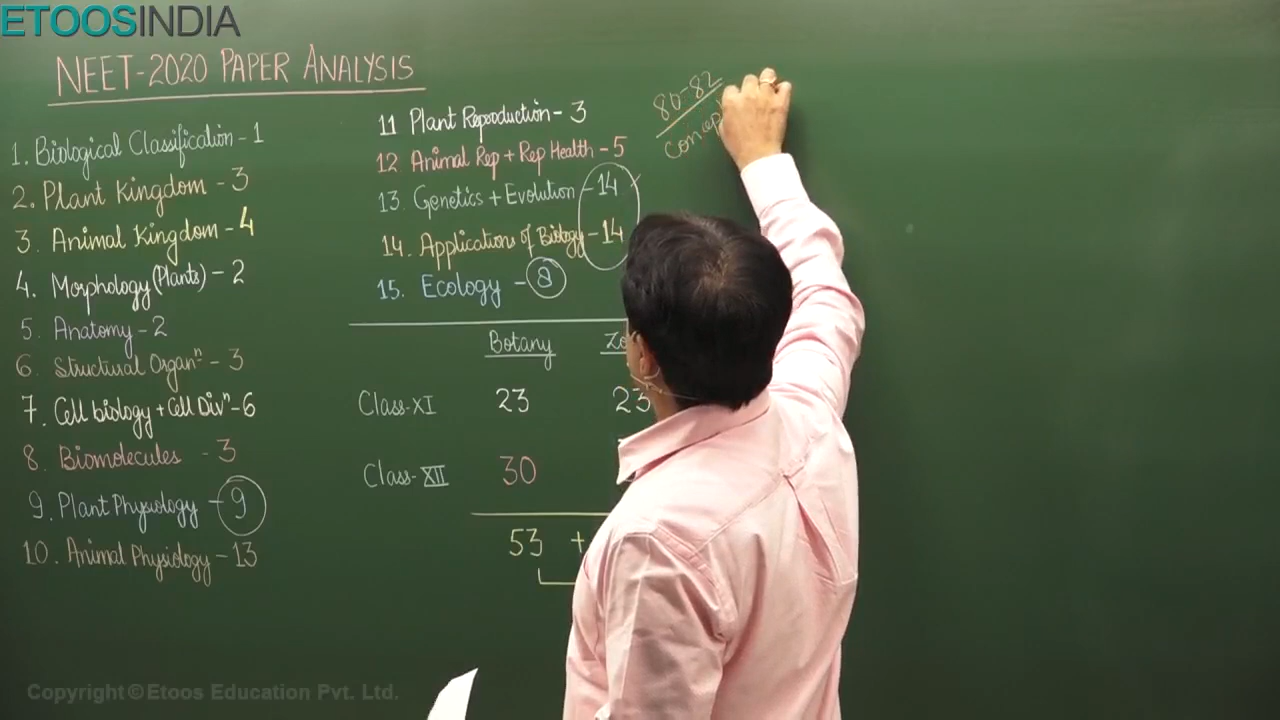 ETOOSINDIA
NEET-2020 PAPER ANALYSIS
1. Biological Classification - 1
2. Plant Kingdom - 3
3. Animal Kingdom - 4
4. Morphology (Plants) - 2
5. Anatomy - 2
6. Structural Organⁿ - 3
7. Cell biology + Cell Divⁿ - 6
8. Biomolecules - 3
9. Plant Physiology - 9
10. Animal Physiology - 13
11 Plant Reproduction - 3
12 Animal Rep + Rep Health - 5
13. Genetics + Evolution - 14
14. Applications of Biology - 14
15. Ecology - 8
80-82
Botany
Class-XI 23 23
Class-XII 30
53 +
Copyright © Etoos Education Pvt. Ltd.